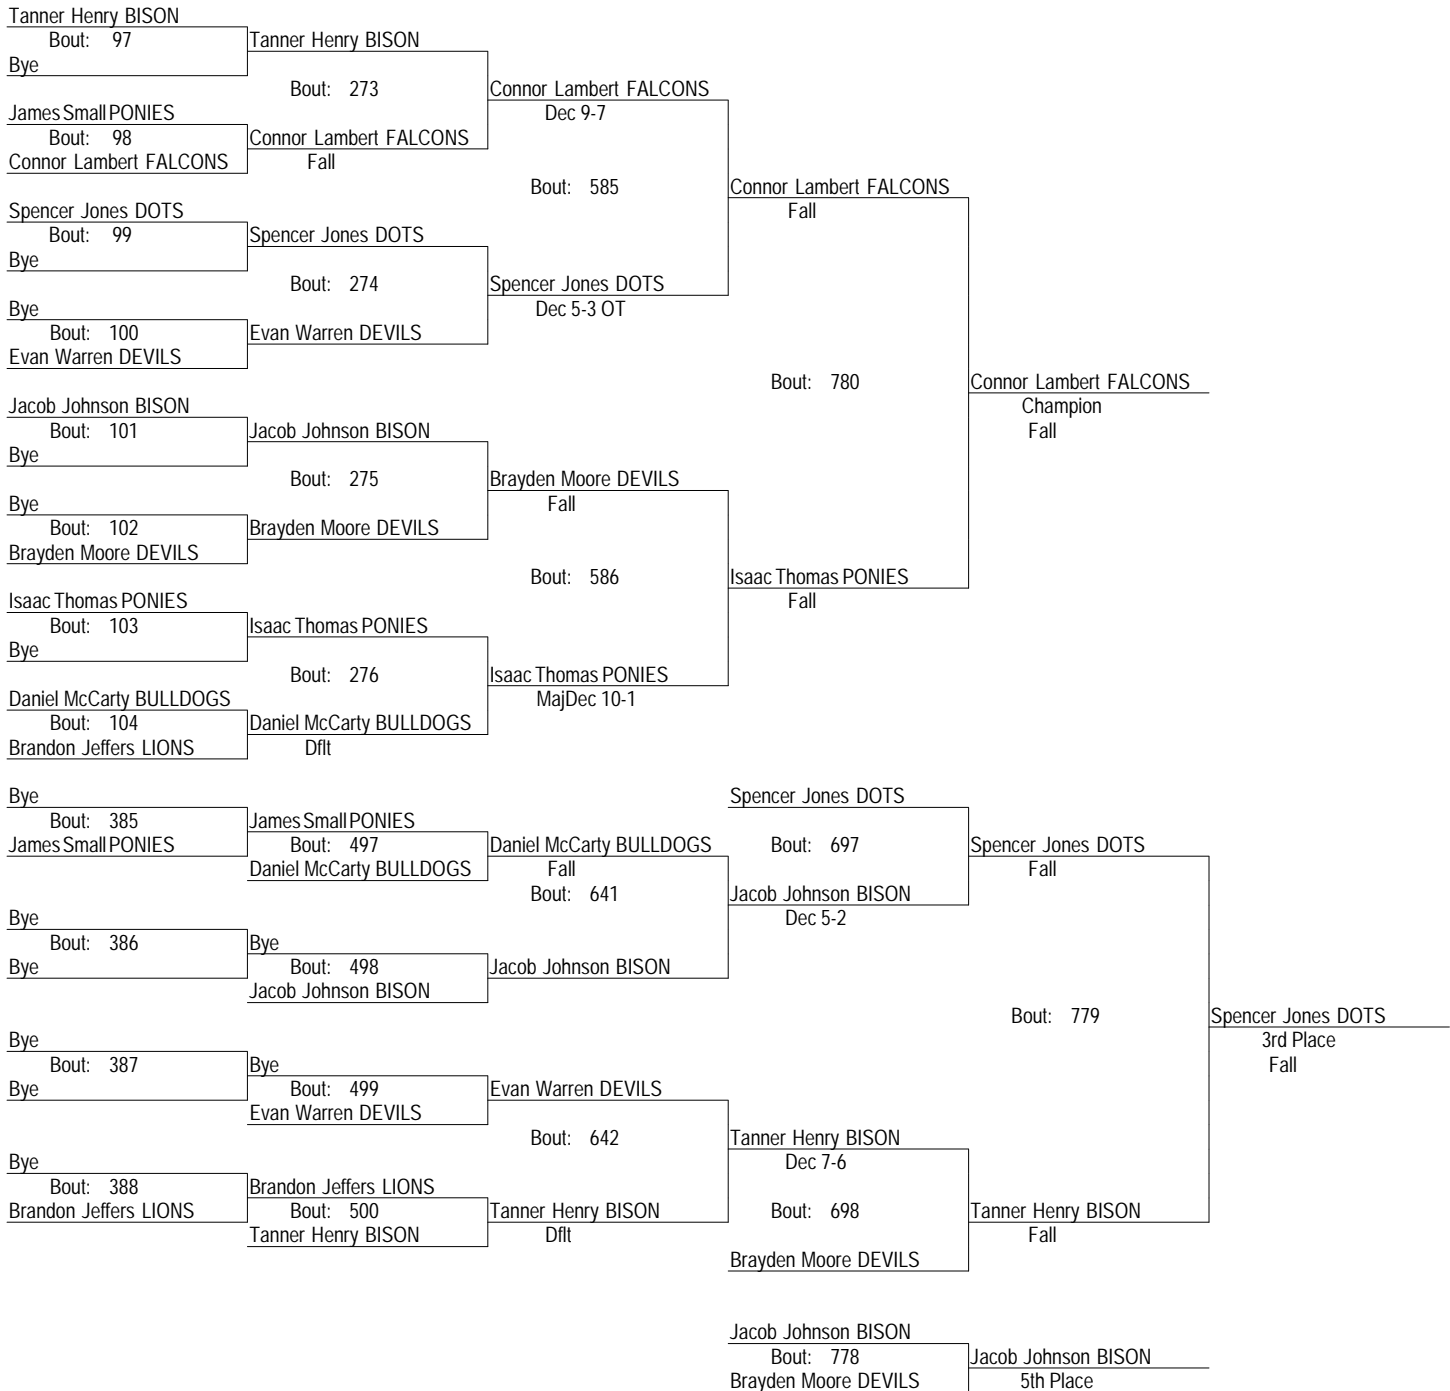 Tanner Henry BISON
Bout: 97
Tanner Henry BISON
Bye
Bout: 273
Connor Lambert FALCONS
James Small PONIES
Dec 9-7
Bout: 98
Connor Lambert FALCONS
Connor Lambert FALCONS
Fall
Bout: 585
Connor Lambert FALCONS
Spencer Jones DOTS
Fall
Bout: 99
Spencer Jones DOTS
Bye
Bout: 274
Spencer Jones DOTS
Bye
Dec 5-3 OT
Bout: 100
Evan Warren DEVILS
Evan Warren DEVILS
Bout: 780
Connor Lambert FALCONS
Jacob Johnson BISON
Champion
Bout: 101
Jacob Johnson BISON
Fall
Bye
Bout: 275
Brayden Moore DEVILS
Bye
Fall
Bout: 102
Brayden Moore DEVILS
Brayden Moore DEVILS
Bout: 586
Isaac Thomas PONIES
Isaac Thomas PONIES
Fall
Bout: 103
Isaac Thomas PONIES
Bye
Bout: 276
Isaac Thomas PONIES
Daniel McCarty BULLDOGS
MajDec 10-1
Bout: 104
Daniel McCarty BULLDOGS
Brandon Jeffers LIONS
Dflt
Bye
Spencer Jones DOTS
Bout: 385
James Small PONIES
James Small PONIES
Bout: 497
Daniel McCarty BULLDOGS
Bout: 697
Spencer Jones DOTS
Daniel McCarty BULLDOGS
Fall
Fall
Bout: 641
Jacob Johnson BISON
Bye
Dec 5-2
Bout: 386
Bye
Bye
Bout: 498
Jacob Johnson BISON
Jacob Johnson BISON
Bout: 779
Spencer Jones DOTS
Bye
3rd Place
Bout: 387
Bye
Fall
Bye
Bout: 499
Evan Warren DEVILS
Evan Warren DEVILS
Bout: 642
Tanner Henry BISON
Bye
Dec 7-6
Bout: 388
Brandon Jeffers LIONS
Brandon Jeffers LIONS
Bout: 500
Tanner Henry BISON
Bout: 698
Tanner Henry BISON
Tanner Henry BISON
Dflt
Fall
Brayden Moore DEVILS
Jacob Johnson BISON
Bout: 778
Jacob Johnson BISON
Brayden Moore DEVILS
5th Place